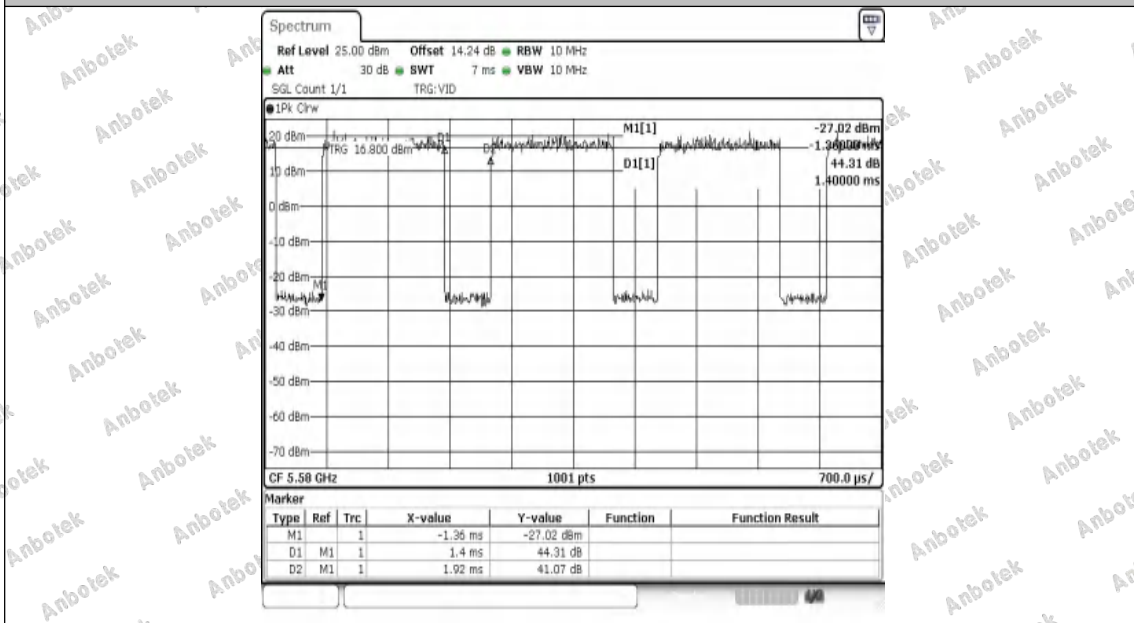 Spectrum
Ref Level 25.00 dBm Offset 14.24 dB RBW 10 MHz
Att 30 dB SWT 7 ms VBW 10 MHz
SGL Count 1/1 TRG:VID
1Pk Clrw
M1[1] -27.02 dBm
-1.36000 ms
D1[1] 44.31 dB
1.40000 ms
20 dBm
TRG 16.800 dBm
D1
D2
10 dBm
0 dBm
-10 dBm
-20 dBm
M1
-30 dBm
-40 dBm
-50 dBm
-60 dBm
-70 dBm
CF 5.58 GHz 1001 pts 700.0 µs/
Marker
Type Ref Trc X-value Y-value Function Function Result
M1 1 -1.36 ms -27.02 dBm
D1 M1 1 1.4 ms 44.31 dB
D2 M1 1 1.92 ms 41.07 dB
Anbotek